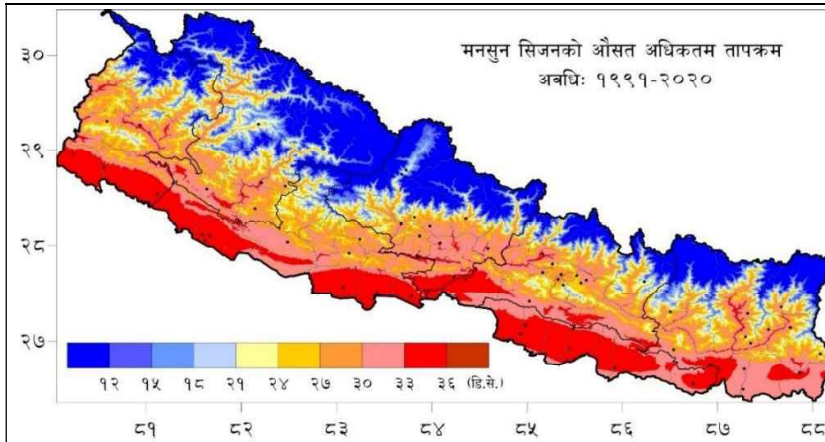 मनसुन सिजनको औसत अधिकतम तापक्रम
अबधिः १९९१-२०२०
३०
२९
२८
२७
१२ १५ १८ २१ २४ २७ ३० ३३ ३६ (डि.से.)
८१ ८२ ८३ ८४ ८५ ८६ ८७ ८८